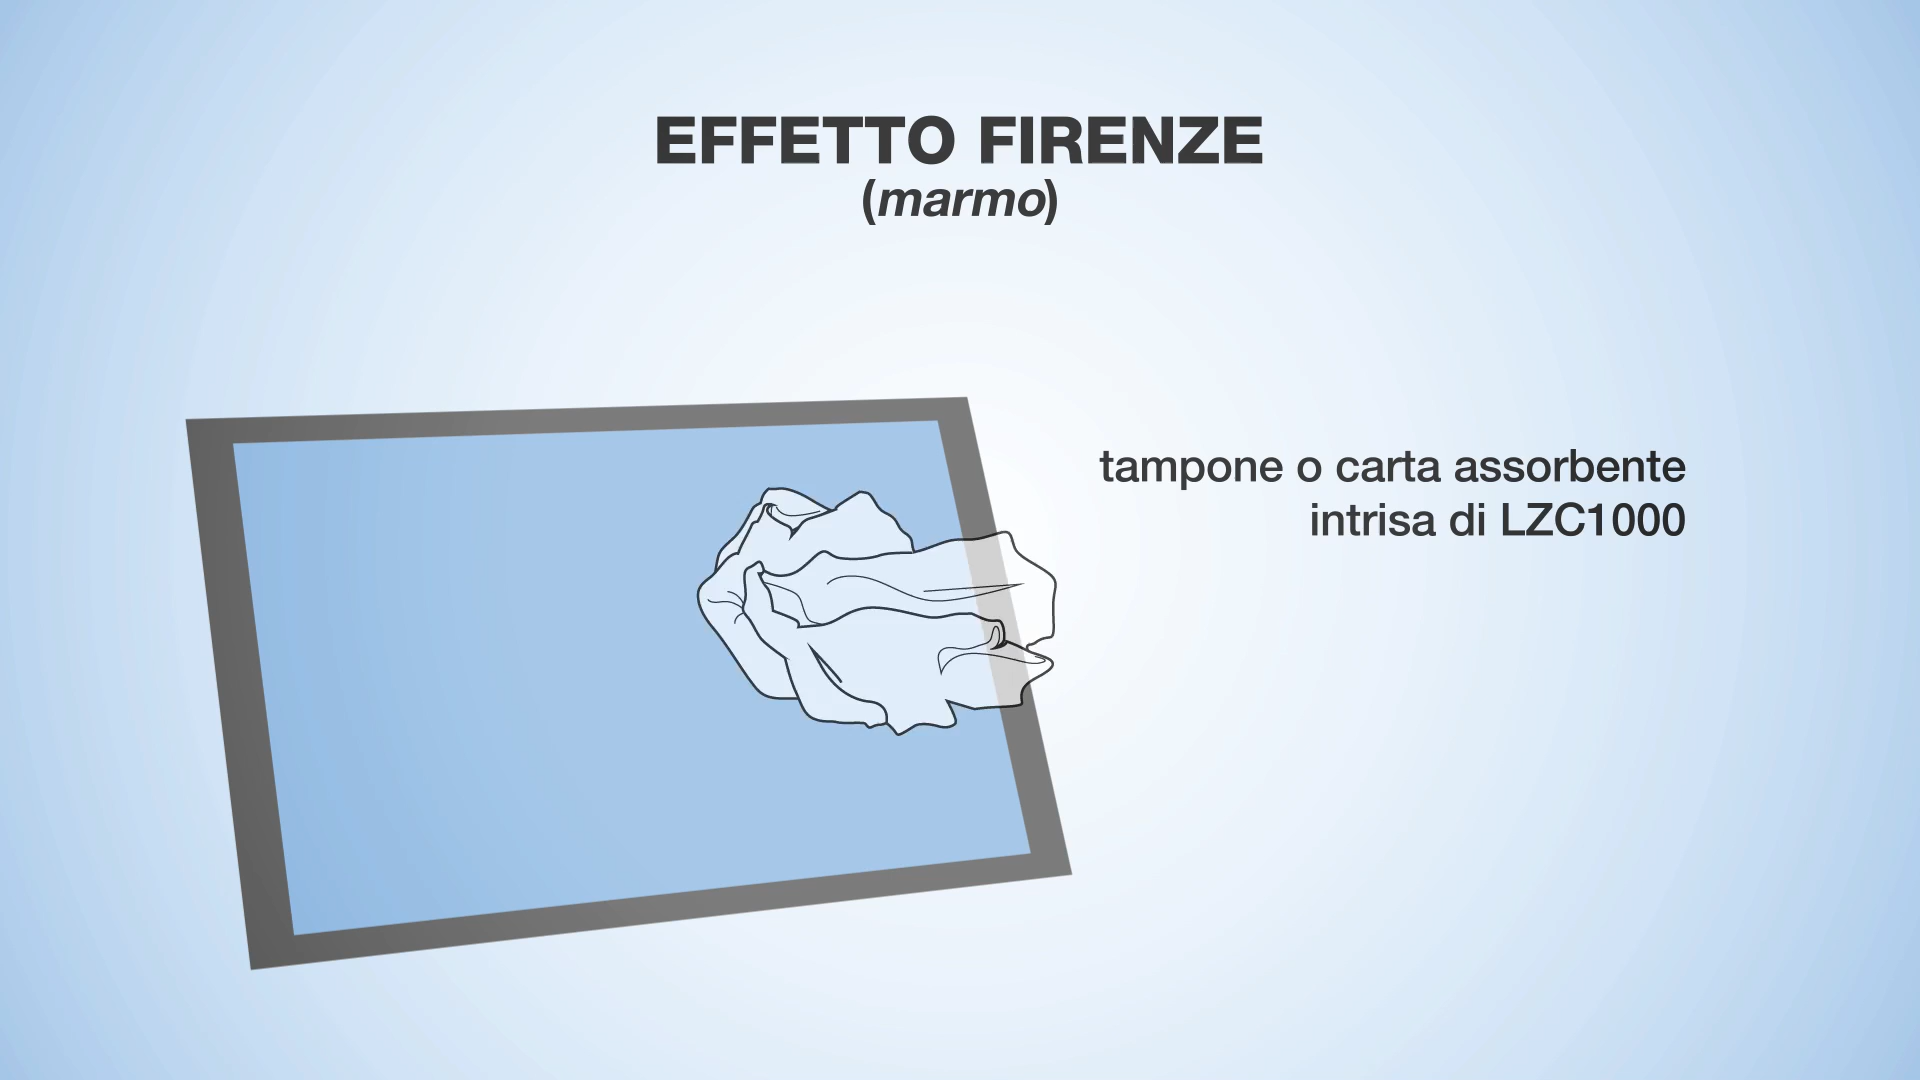 EFFETTO FIRENZE
(marmo)
tampone o carta assorbente
intrisa di LZC1000